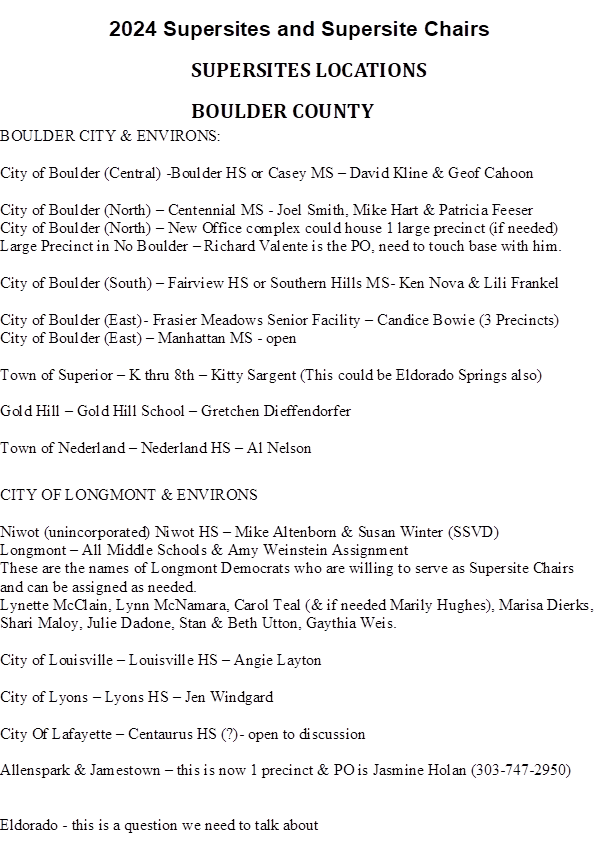 2024 Supersites and Supersite Chairs
SUPERSITES LOCATIONS
BOULDER COUNTY
BOULDER CITY & ENVIRONS:
City of Boulder (Central) -Boulder HS or Casey MS – David Kline & Geof Cahoon
City of Boulder (North) – Centennial MS - Joel Smith, Mike Hart & Patricia Feeser
City of Boulder (North) – New Office complex could house 1 large precinct (if needed)
Large Precinct in No Boulder – Richard Valente is the PO, need to touch base with him.
City of Boulder (South) – Fairview HS or Southern Hills MS- Ken Nova & Lili Frankel
City of Boulder (East)- Frasier Meadows Senior Facility – Candice Bowie (3 Precincts)
City of Boulder (East) – Manhattan MS - open
Town of Superior – K thru 8th – Kitty Sargent (This could be Eldorado Springs also)
Gold Hill – Gold Hill School – Gretchen Dieffendorfer
Town of Nederland – Nederland HS – Al Nelson
CITY OF LONGMONT & ENVIRONS
Niwot (unincorporated) Niwot HS – Mike Altenborn & Susan Winter (SSVD)
Longmont – All Middle Schools & Amy Weinstein Assignment
These are the names of Longmont Democrats who are willing to serve as Supersite Chairs
and can be assigned as needed.
Lynette McClain, Lynn McNamara, Carol Teal (& if needed Marily Hughes), Marisa Dierks,
Shari Maloy, Julie Dadone, Stan & Beth Utton, Gaythia Weis.
City of Louisville – Louisville HS – Angie Layton
City of Lyons – Lyons HS – Jen Windgard
City Of Lafayette – Centaurus HS (?)- open to discussion
Allenspark & Jamestown – this is now 1 precinct & PO is Jasmine Holan (303-747-2950)
Eldorado - this is a question we need to talk about